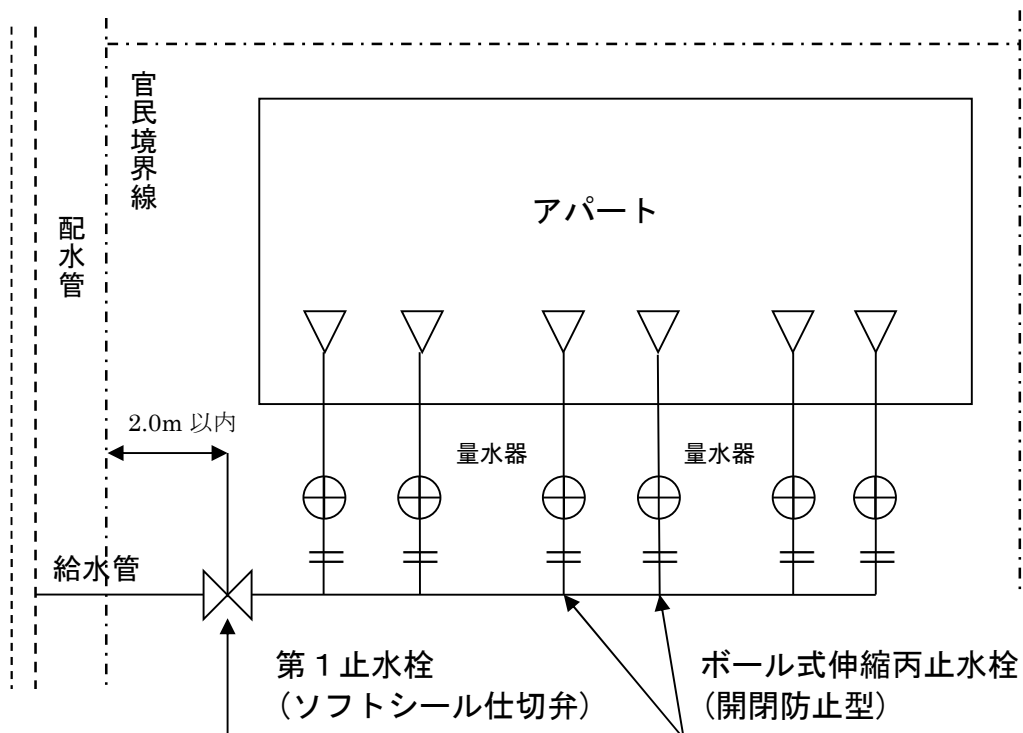 官民境界線
配水管
アパート
2.0m 以内
量水器
量水器
給水管
第1止水栓
(ソフトシール仕切弁)
ボール式伸縮丙止水栓
(開閉防止型)